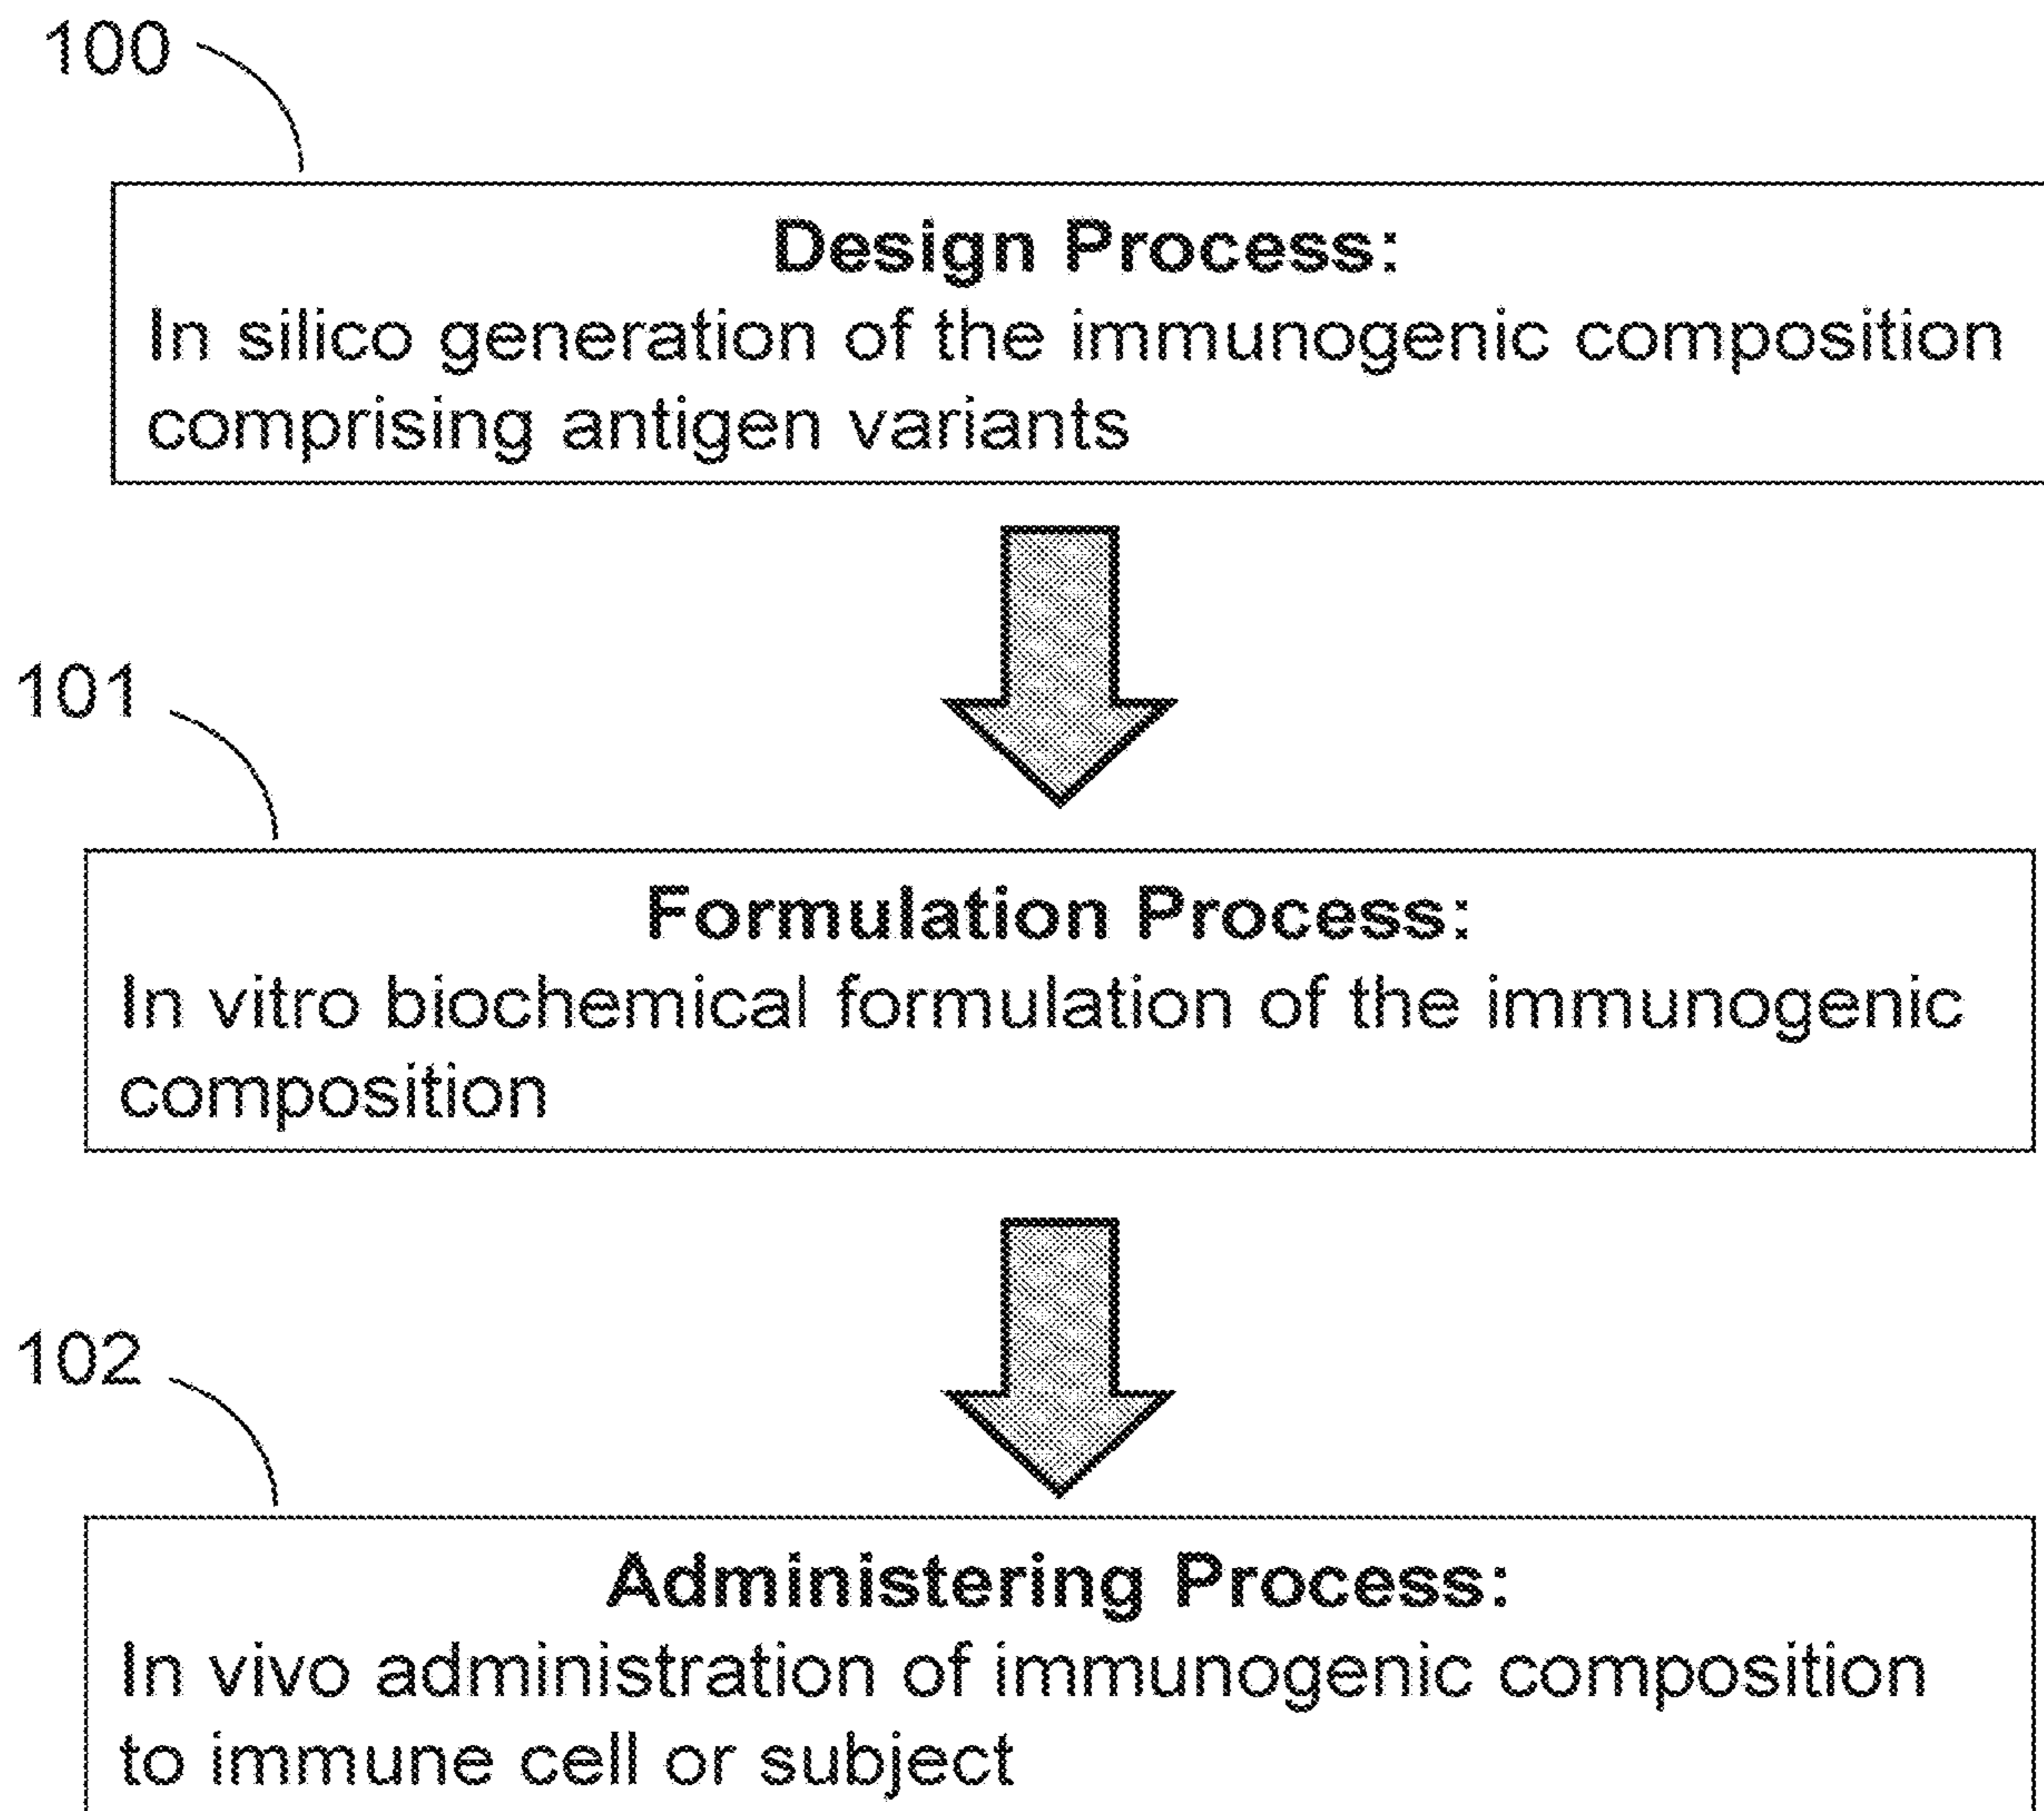 100
Design Process:
In silico generation of the immunogenic composition
comprising antigen variants
101
Formulation Process:
In vitro biochemical formulation of the immunogenic
composition
102
Administering Process:
In vivo administration of immunogenic composition
to immune cell or subject